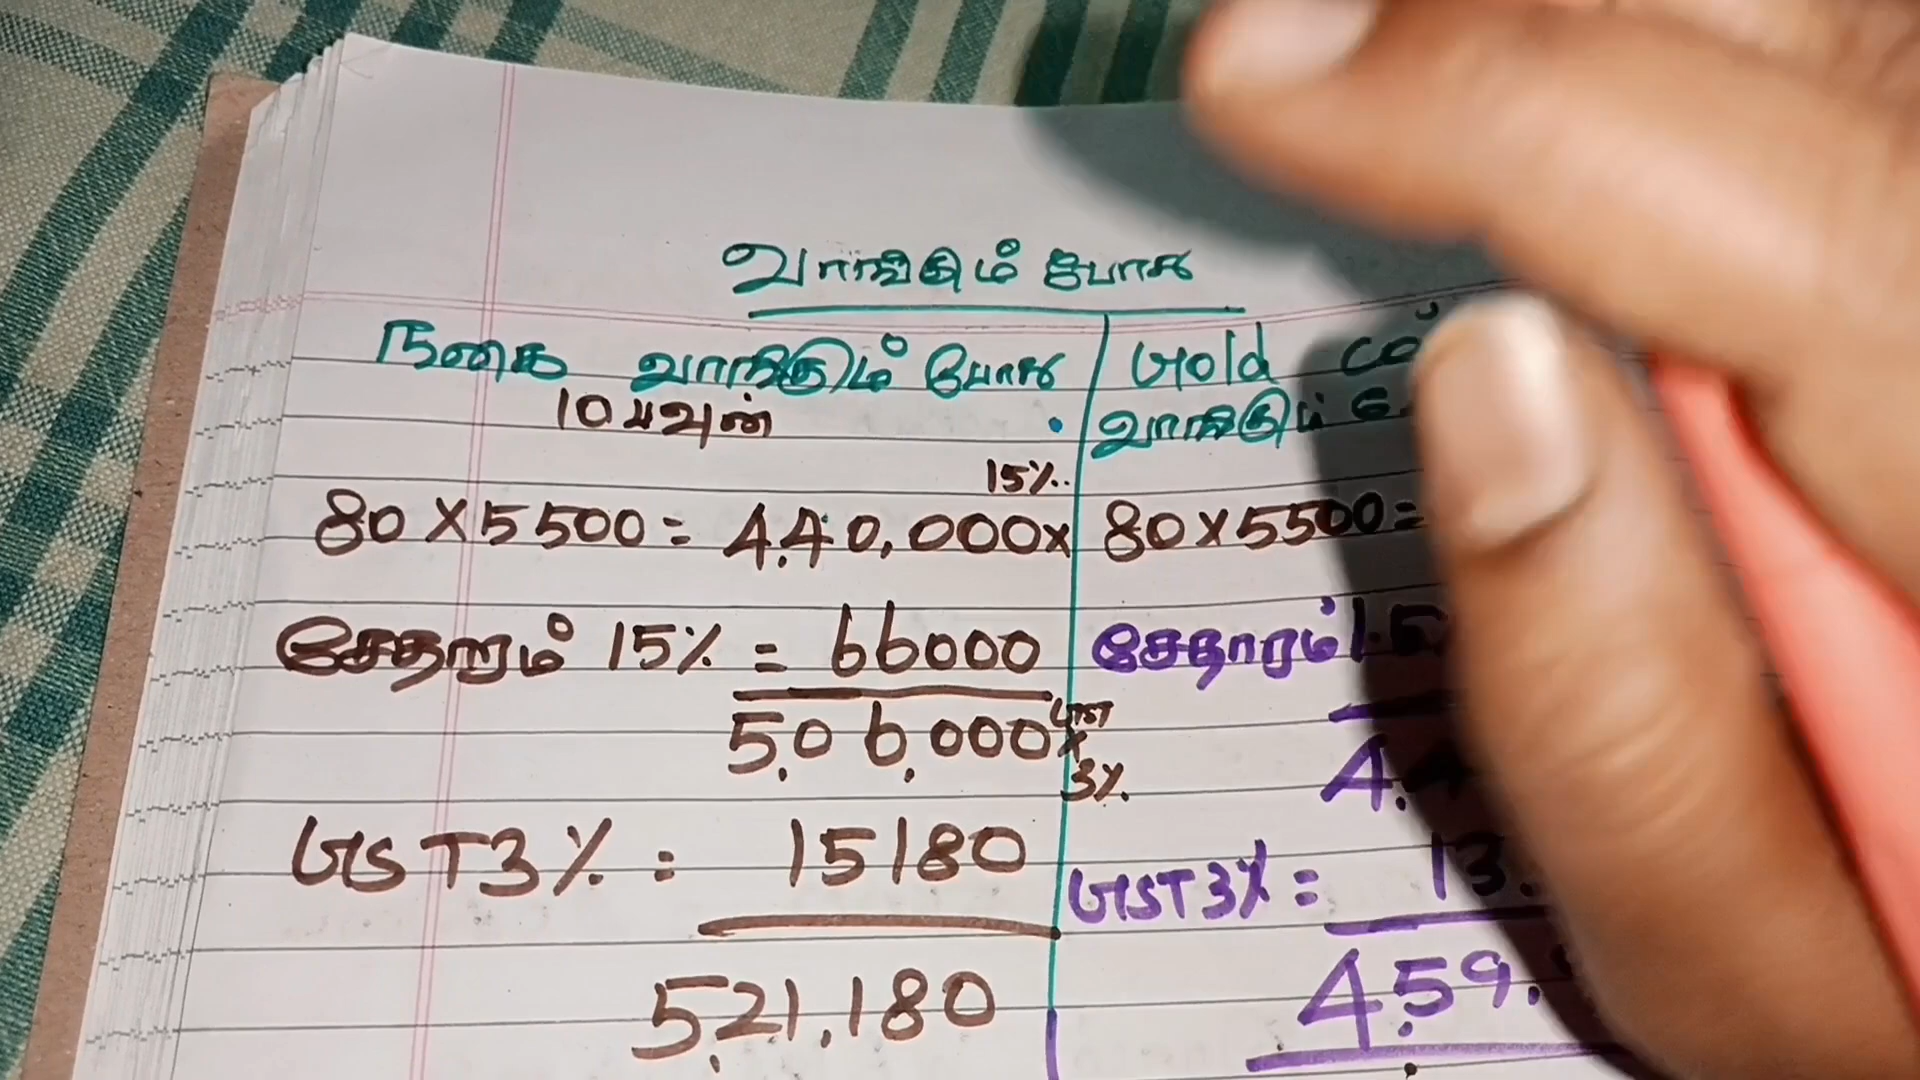 வாங்கும் போது
நகை வாங்கும் போது
10 பவுன்
15%.
80 X 5500 = 4,40,000 x
சேதாரம் 15% = 66000
5,06,000 x
GST
3%.
GST 3% = 15180
5,21,180
Gold
வாங்கும்
80 x 5500 =
சேதாரம்
GST 3% =